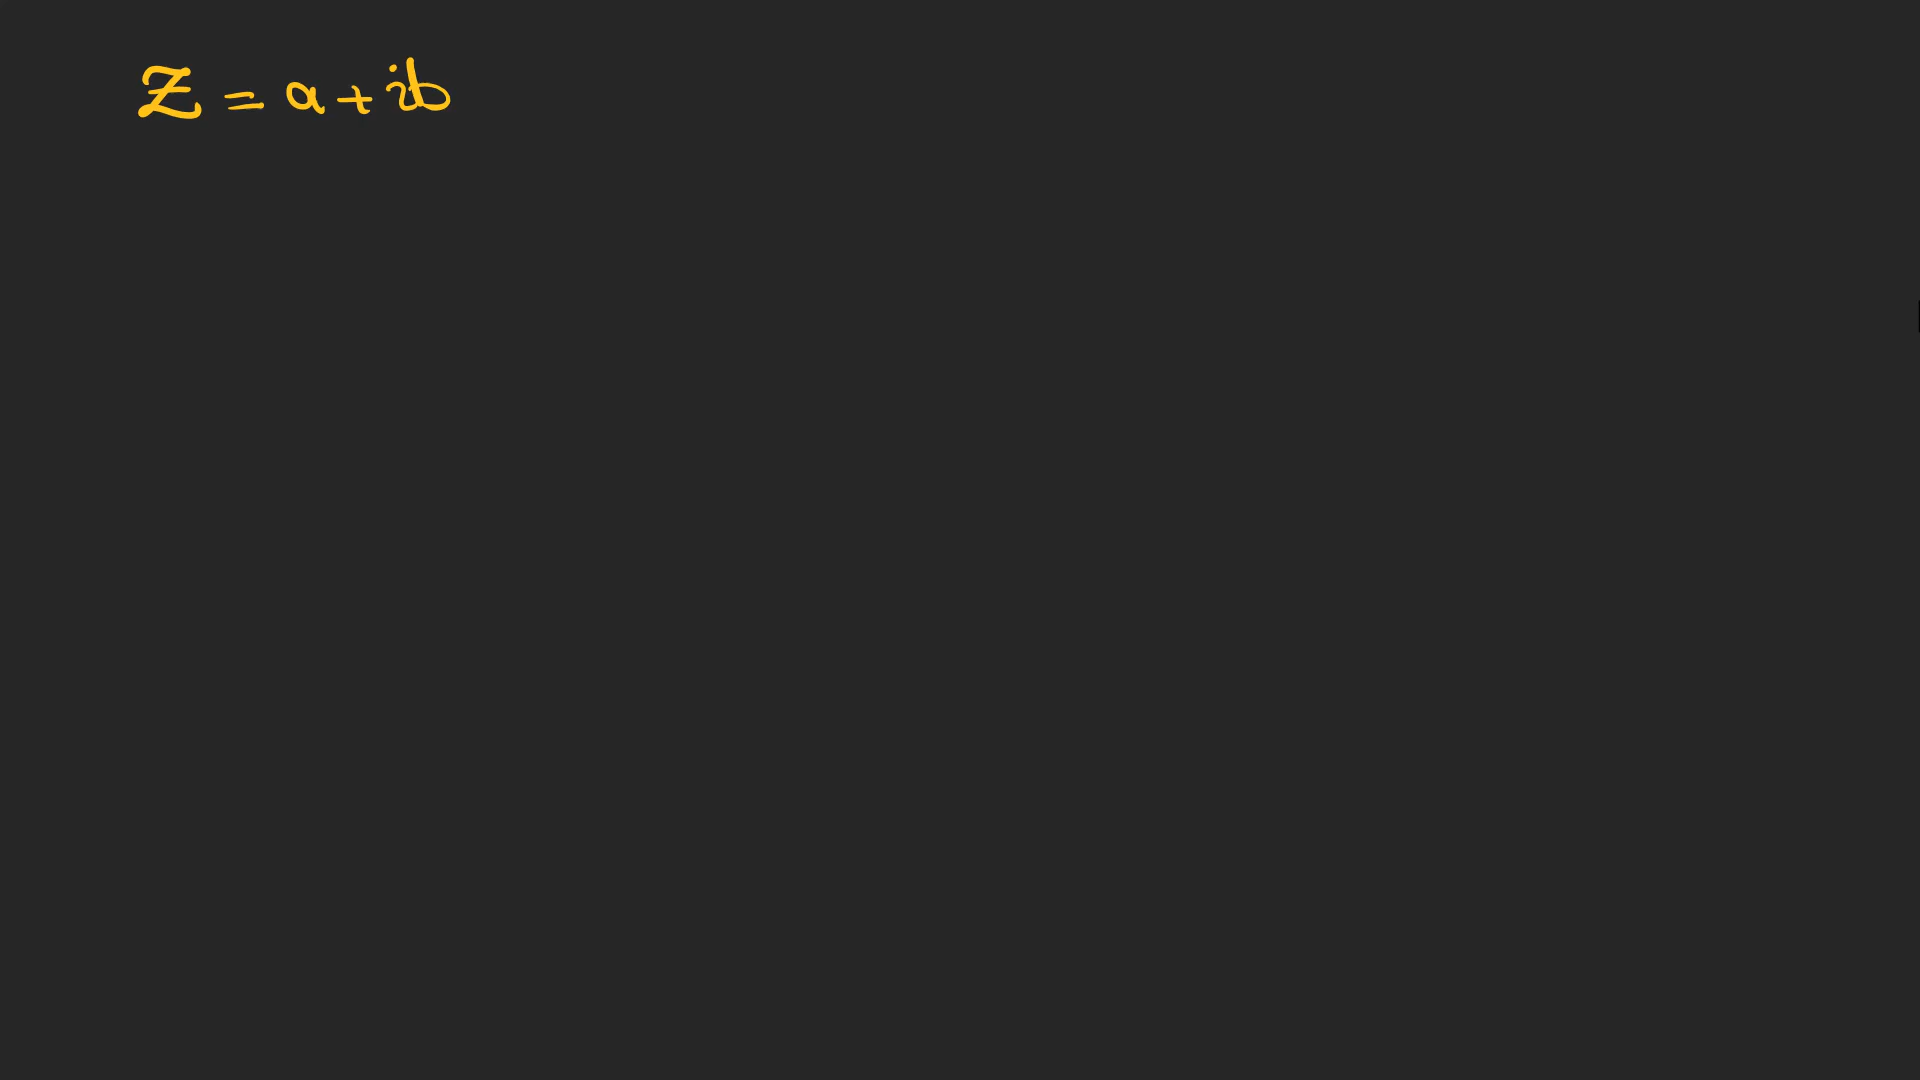 Z = a + ib